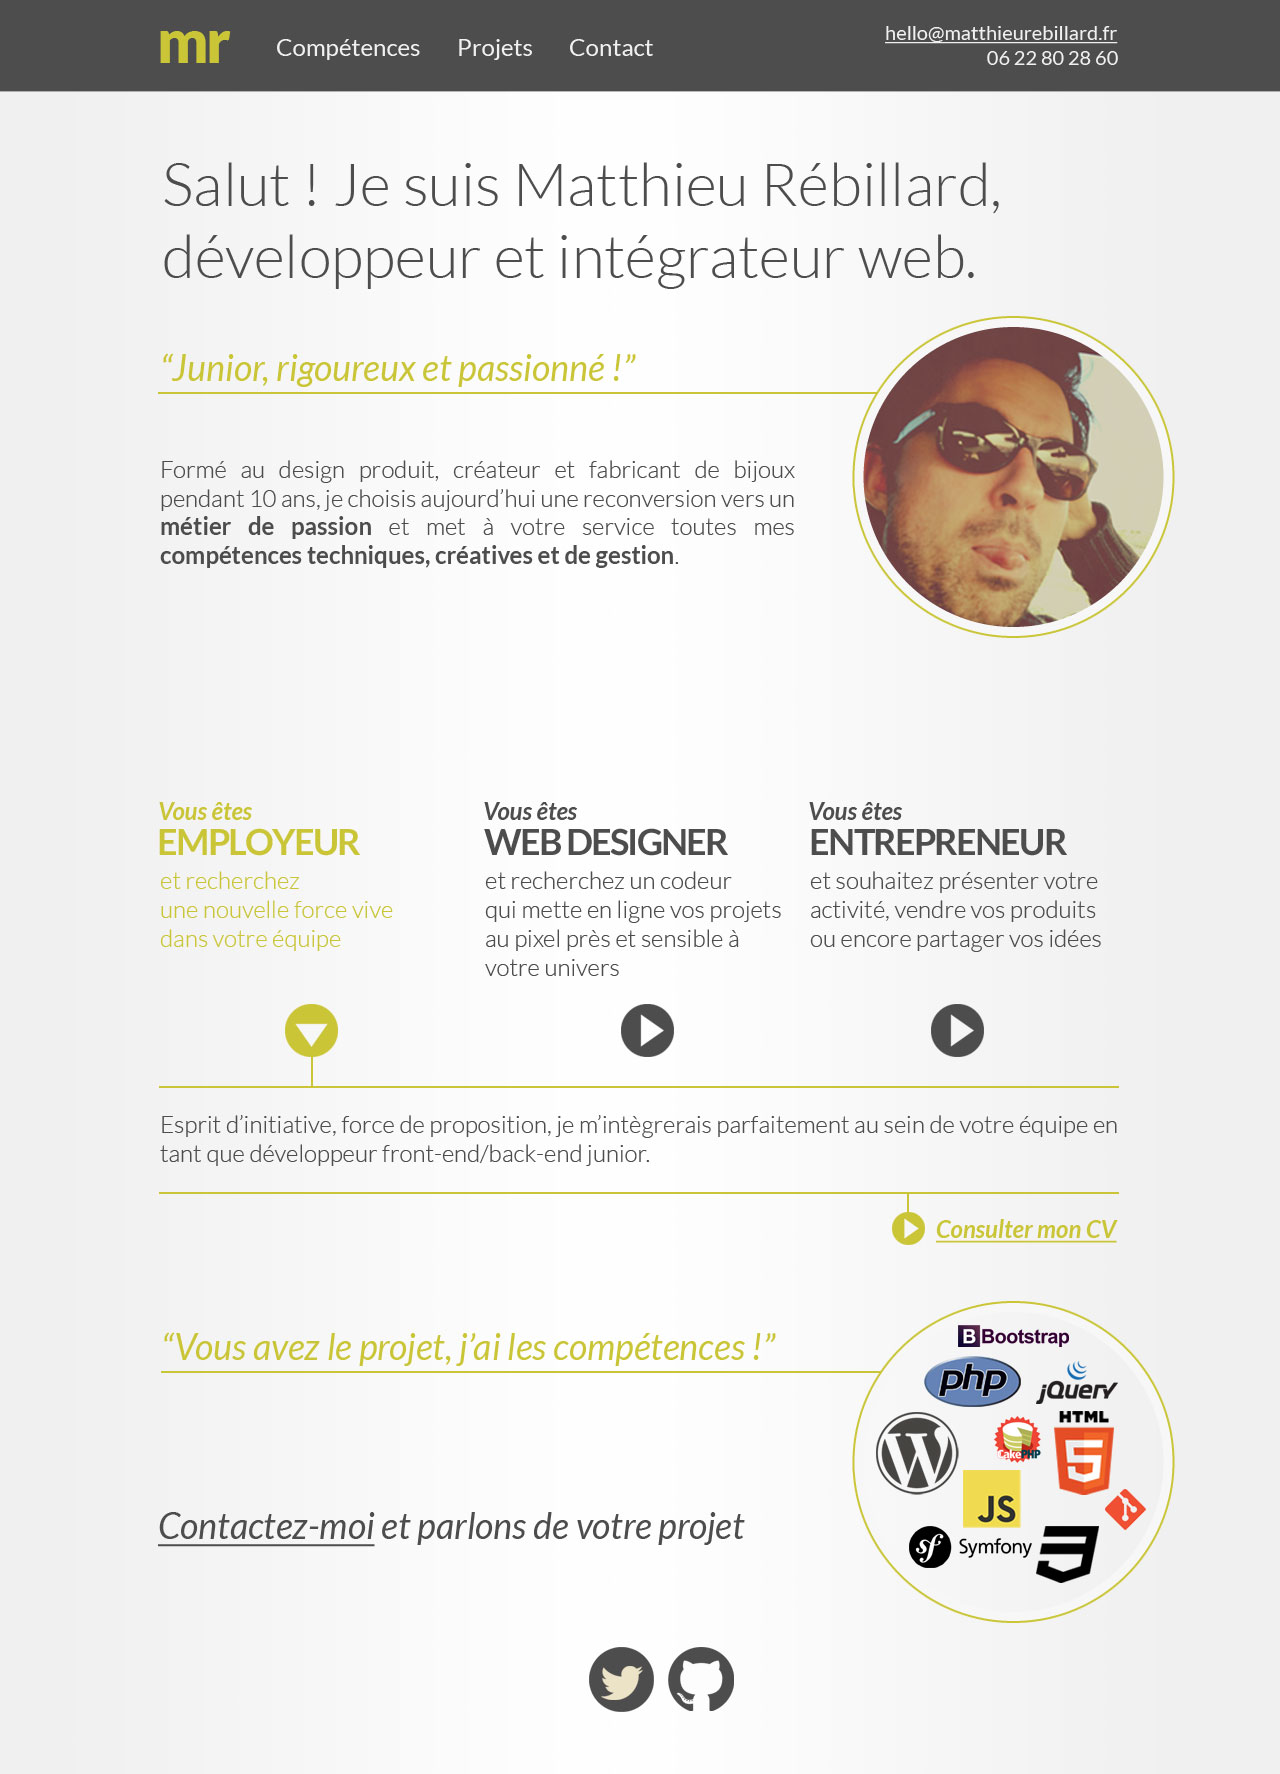 mr
Compétences Projets Contact
hello@matthieurebillard.fr
06 22 80 28 60
Salut ! Je suis Matthieu Rébillard,
développeur et intégrateur web.
“Junior, rigoureux et passionné !”
Formé au design produit, créateur et fabricant de bijoux
pendant 10 ans, je choisis aujourd’hui une reconversion vers un
métier de passion et met à votre service toutes mes
compétences techniques, créatives et de gestion.
Vous êtes
EMPLOYEUR
et recherchez
une nouvelle force vive
dans votre équipe
Vous êtes
WEB DESIGNER
et recherchez un codeur
qui mette en ligne vos projets
au pixel près et sensible à
votre univers
Vous êtes
ENTREPRENEUR
et souhaitez présenter votre
activité, vendre vos produits
ou encore partager vos idées
Esprit d’initiative, force de proposition, je m’intègrerais parfaitement au sein de votre équipe en
tant que développeur front-end/back-end junior.
Consulter mon CV
“Vous avez le projet, j’ai les compétences !”
B Bootstrap
php
jQuery
W
CakePHP
HTML
5
JS
sf Symfony
3
Contactez-moi et parlons de votre projet